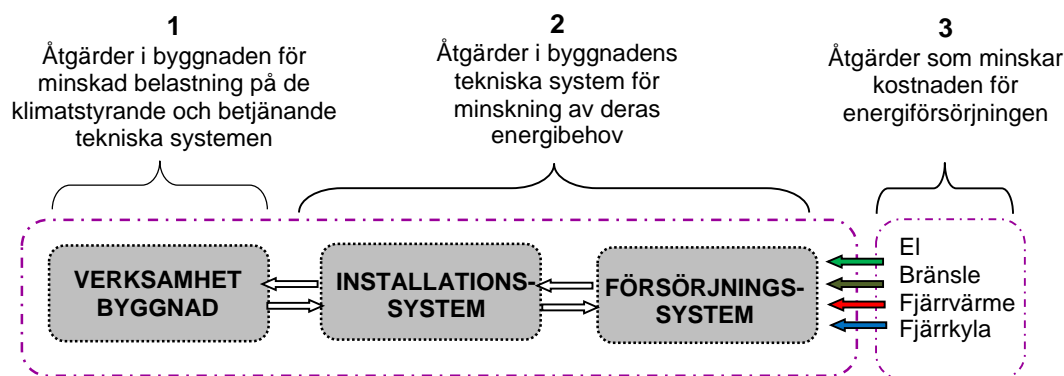 1
Åtgärder i byggnaden för
minskad belastning på de
klimatstyrande och betjänande
tekniska systemen
2
Åtgärder i byggnadens
tekniska system för
minskning av deras
energibehov
3
Åtgärder som minskar
kostnaden för
energiförsörjningen
VERKSAMHET
BYGGNAD
INSTALLATIONS-
SYSTEM
FÖRSÖRJNINGS-
SYSTEM
El
Bränsle
Fjärrvärme
Fjärrkyla